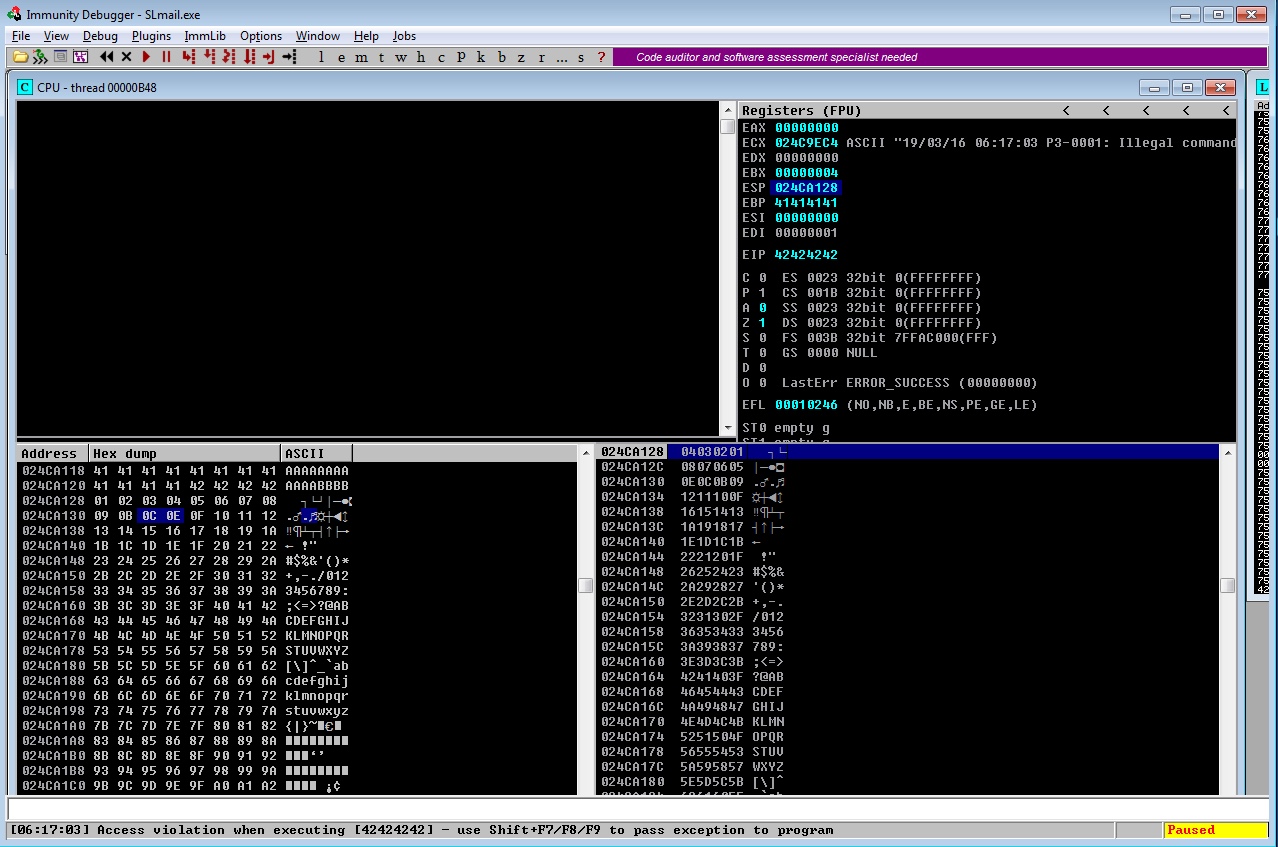 Immunity Debugger - SLmail.exe
File View Debug Plugins ImmLib Options Window Help Jobs
l e m t w h c P k b z r ... s ? Code auditor and software assessment specialist needed
C CPU - thread 00000B48
Registers (FPU) < < < < <
EAX 00000000
ECX 024C9EC4 ASCII "19/03/16 06:17:03 P3-0001: Illegal command
EDX 00000000
EBX 00000004
ESP 024CA128
EBP 41414141
ESI 00000000
EDI 00000001
EIP 42424242
C 0 ES 0023 32bit 0(FFFFFFFF)
P 1 CS 001B 32bit 0(FFFFFFFF)
A 0 SS 0023 32bit 0(FFFFFFFF)
Z 1 DS 0023 32bit 0(FFFFFFFF)
S 0 FS 003B 32bit 7FFAC000(FFF)
T 0 GS 0000 NULL
D 0
O 0 LastErr ERROR_SUCCESS (00000000)
EFL 00010246 (NO,NB,E,BE,NS,PE,GE,LE)
ST0 empty g
ST1 empty g
Address Hex dump ASCII
024CA118 41 41 41 41 41 41 41 41 AAAAAAAA
024CA120 41 41 41 41 42 42 42 42 AAAABBBB
024CA128 01 02 03 04 05 06 07 08
024CA130 09 0B 0C 0E 0F 10 11 12
024CA138 13 14 15 16 17 18 19 1A
024CA140 1B 1C 1D 1E 1F 20 21 22 ← !"
024CA148 23 24 25 26 27 28 29 2A #$%&'()*
024CA150 2B 2C 2D 2E 2F 30 31 32 +,-./012
024CA158 33 34 35 36 37 38 39 3A 3456789:
024CA160 3B 3C 3D 3E 3F 40 41 42 ;<=>?@AB
024CA168 43 44 45 46 47 48 49 4A CDEFGHIJ
024CA170 4B 4C 4D 4E 4F 50 51 52 KLMNOPQR
024CA178 53 54 55 56 57 58 59 5A STUVWXYZ
024CA180 5B 5C 5D 5E 5F 60 61 62 [\]^_`ab
024CA188 63 64 65 66 67 68 69 6A cdefghij
024CA190 6B 6C 6D 6E 6F 70 71 72 klmnopqr
024CA198 73 74 75 76 77 78 79 7A stuvwxyz
024CA1A0 7B 7C 7D 7E 7F 80 81 82 {|}~■€■
024CA1A8 83 84 85 86 87 88 89 8A
024CA1B0 8B 8C 8D 8E 8F 90 91 92 ■■■‘’
024CA1B8 93 94 95 96 97 98 99 9A
024CA1C0 9B 9C 9D 9E 9F A0 A1 A2 ■■■■ ¡¢
024CA128 04030201
024CA12C 08070605
024CA130 0E0C0B09
024CA134 1211100F
024CA138 16151413
024CA13C 1A191817
024CA140 1E1D1C1B ←
024CA144 2221201F !"
024CA148 26252423 #$%&
024CA14C 2A292827 '()*
024CA150 2E2D2C2B +,-.
024CA154 3231302F /012
024CA158 36353433 3456
024CA15C 3A393837 789:
024CA160 3E3D3C3B ;<=>
024CA164 4241403F ?@AB
024CA168 46454443 CDEF
024CA16C 4A494847 GHIJ
024CA170 4E4D4C4B KLMN
024CA174 5251504F OPQR
024CA178 56555453 STUV
024CA17C 5A595857 WXYZ
024CA180 5E5D5C5B [\]^
[06:17:03] Access violation when executing [42424242] - use Shift+F7/F8/F9 to pass exception to program
Paused